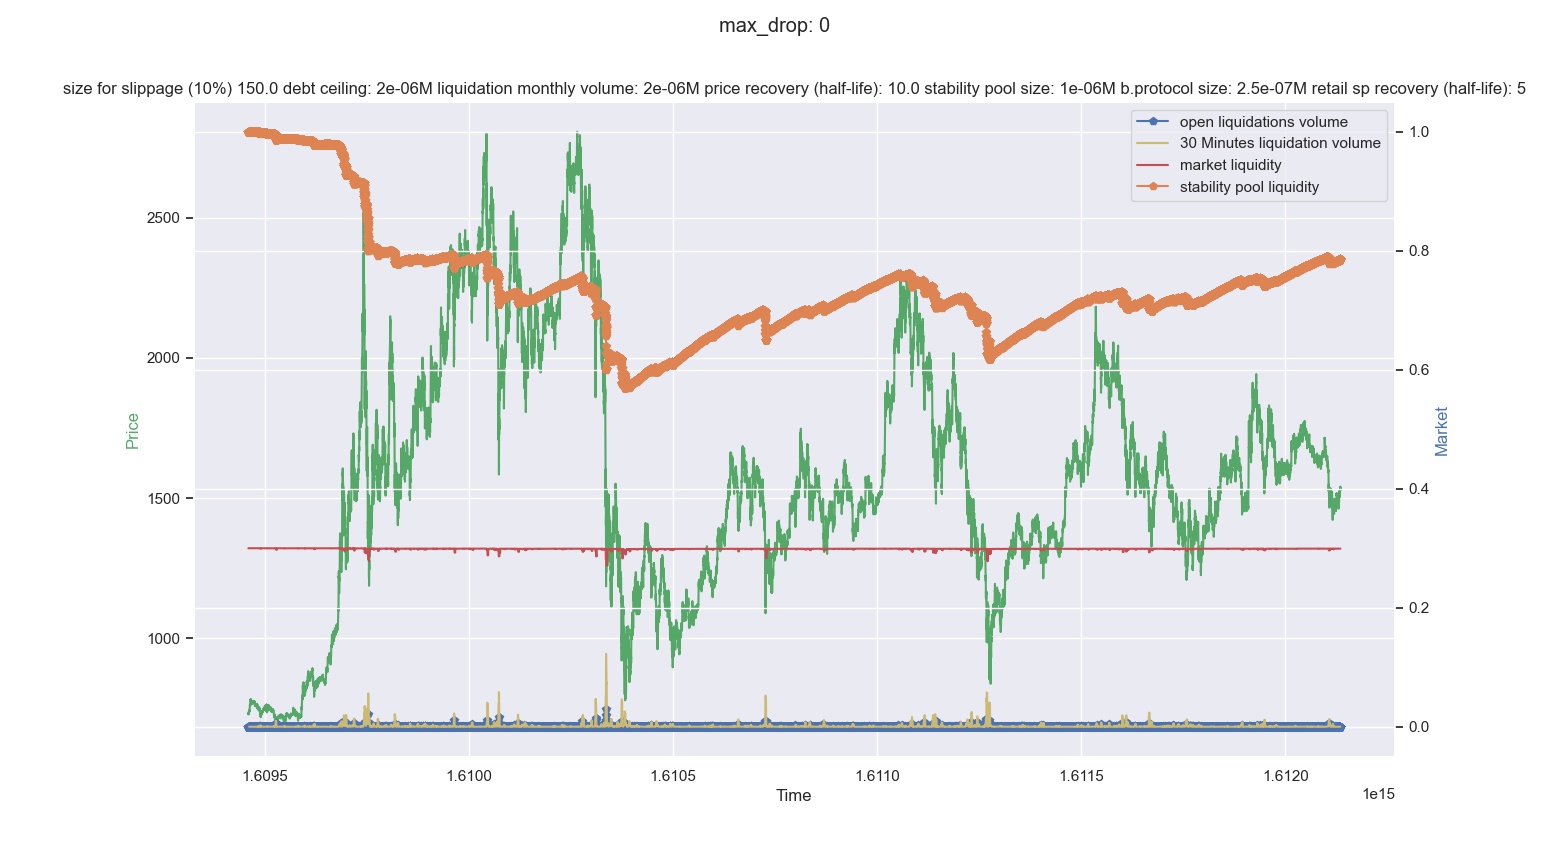 max_drop: 0
size for slippage (10%) 150.0 debt ceiling: 2e-06M liquidation monthly volume: 2e-06M price recovery (half-life): 10.0 stability pool size: 1e-06M b.protocol size: 2.5e-07M retail sp recovery (half-life): 5
open liquidations volume
30 Minutes liquidation volume
market liquidity
stability pool liquidity
2500
2000
1500
1000
Price
1.0
0.8
0.6
0.4
0.2
0.0
Market
1.6095 1.6100 1.6105 1.6110 1.6115 1.6120
Time
1e15